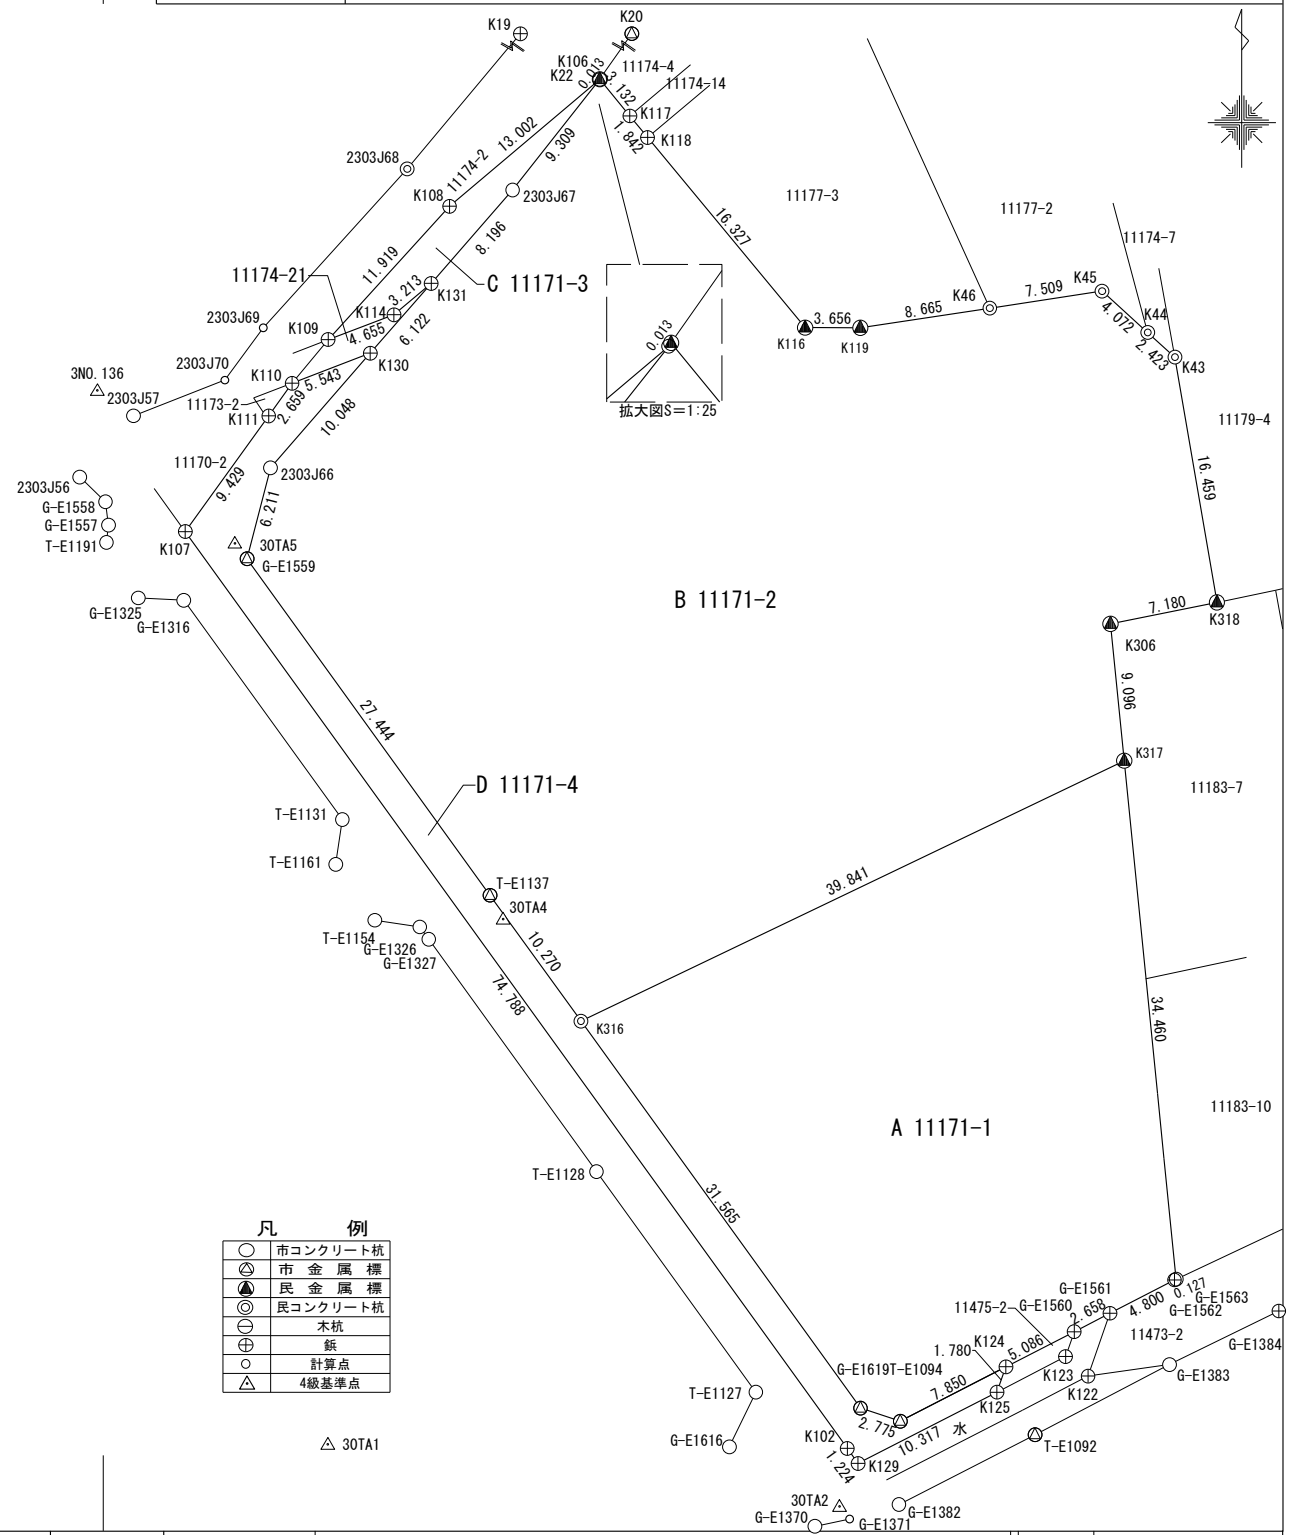 K19
K20
K106
K22
0.013
11174-4
3.132
11174-14
K117
1.842
K118
13.002
9.309
11174-2
2303J68
K108
2303J67
16.327
11177-3
11177-2
11174-7
11.919
8.196
11174-21
C 11171-3
3.213
K131
K114
2303J69
K109
4.655
6.122
K130
K46
7.509
K45
4.072
K44
2.423
K43
8.665
3.656
K116
K119
0.013
拡大図S=1:25
3NO.136
2303J70
2303J57
K110
5.543
11173-2
2.659
K111
10.048
11179-4
11170-2
9.429
2303J66
16.459
2303J56
G-E1558
G-E1557
T-E1191
6.211
K107
30TA5
G-E1559
G-E1325
G-E1316
B 11171-2
7.180
K318
K306
9.096
27.444
K317
D 11171-4
11183-7
T-E1131
T-E1161
39.841
T-E1137
30TA4
T-E1154
G-E1326
G-E1327
10.270
74.788
K316
34.460
A 11171-1
11183-10
T-E1128
31.565
凡 例
市コンクリート杭
市金属標
民金属標
民コンクリート杭
木杭
鋲
計算点
4級基準点
G-E1561
0.127
G-E1563
11475-2
G-E1560
2.658
4.800
G-E1562
11473-2
G-E1384
K124
5.086
1.780
G-E1619
T-E1094
7.850
K123
K122
G-E1383
K125
T-E1127
2.775
10.317
水
K102
T-E1092
G-E1616
30TA1
1.224
K129
30TA2
G-E1382
G-E1370
G-E1371